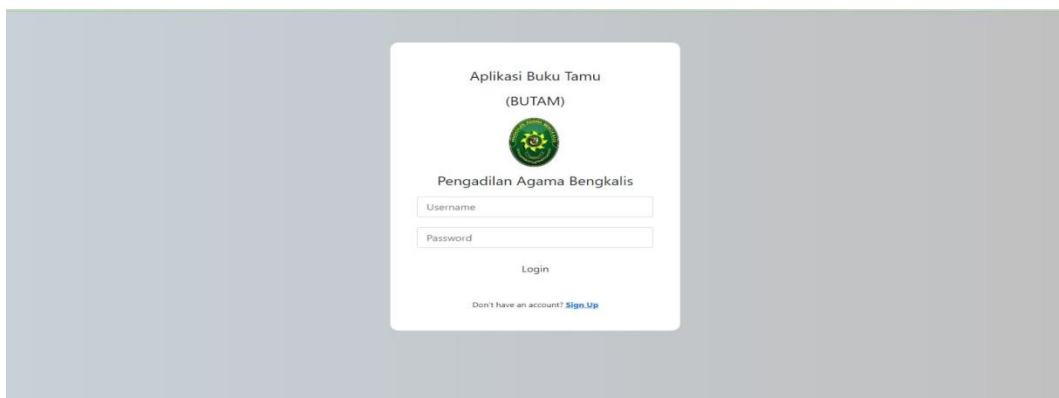 Aplikasi Buku Tamu
(BUTAM)
Pengadilan Agama Bengkalis
Username
Password
Login
Don't have an account? Sign Up